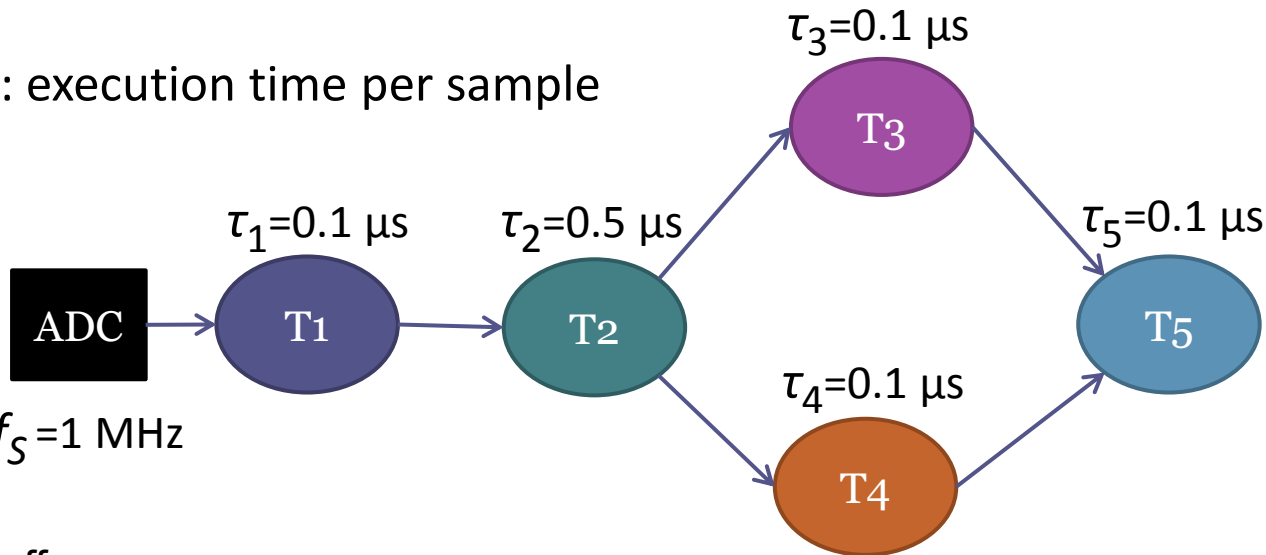 τ3=0.1 μs
: execution time per sample
T3
τ1=0.1 μs
τ2=0.5 μs
τ5=0.1 μs
ADC
T1
T2
T5
τ4=0.1 μs
fS=1 MHz
T4